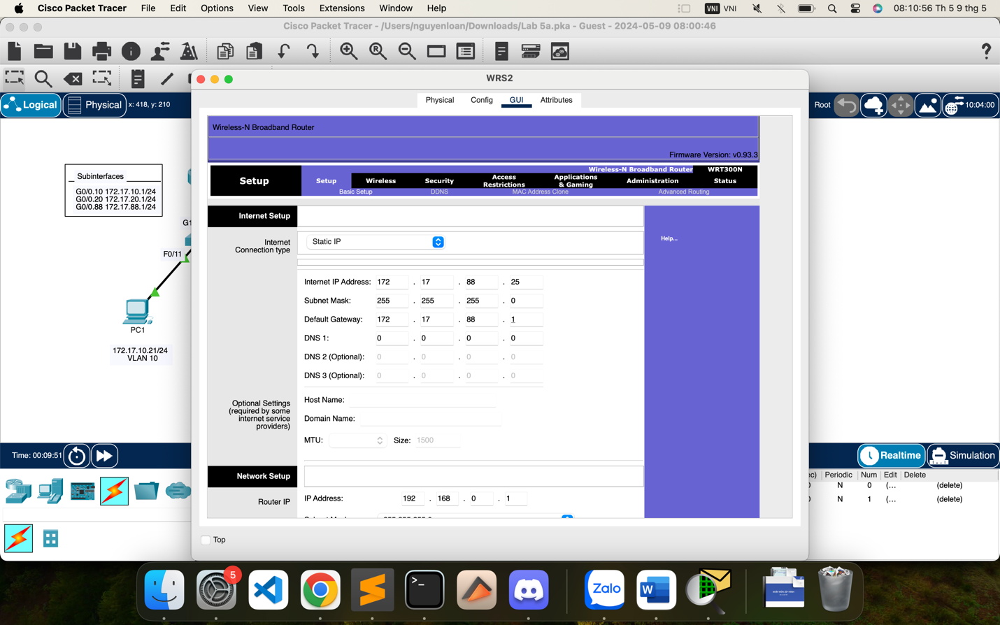 Cisco Packet Tracer File Edit Options View Tools Extensions Window Help VNI VNI 08:10:56 Th 5 9 thg 5
Cisco Packet Tracer - /Users/nguyenloan/Downloads/Lab 5a.pka - Guest - 2024-05-09 08:00:46
WRS2
Logical Physical x: 418, y: 210
Root 10:04:00
Physical Config GUI Attributes
Wireless-N Broadband Router
Firmware Version: v0.93.3
Wireless-N Broadband Router WRT300N
Setup
Setup Wireless Security Access Restrictions Applications & Gaming Administration Status
Basic Setup DDNS MAC Address Clone Advanced Routing
Subinterfaces
G0/0.10 172.17.10.1/24
G0/0.20 172.17.20.1/24
G0/0.88 172.17.88.1/24
G1
F0/11
PC1
172.17.10.21/24
VLAN 10
Internet Setup
Internet
Connection type
Static IP
Help...
Internet IP Address: 172 . 17 . 88 . 25
Subnet Mask: 255 . 255 . 255 . 0
Default Gateway: 172 . 17 . 88 . 1
DNS 1: 0 . 0 . 0 . 0
DNS 2 (Optional): 0 . 0 . 0 . 0
DNS 3 (Optional): 0 . 0 . 0 . 0
Optional Settings
(required by some
internet service
providers)
Host Name:
Domain Name:
MTU: Size: 1500
Network Setup
Router IP
IP Address: 192 . 168 . 0 . 1
Top
Time: 00:09:51
Realtime Simulation
Periodic Num Edit Delete
N 0 (... (delete)
N 1 (... (delete)
5
Zalo
W